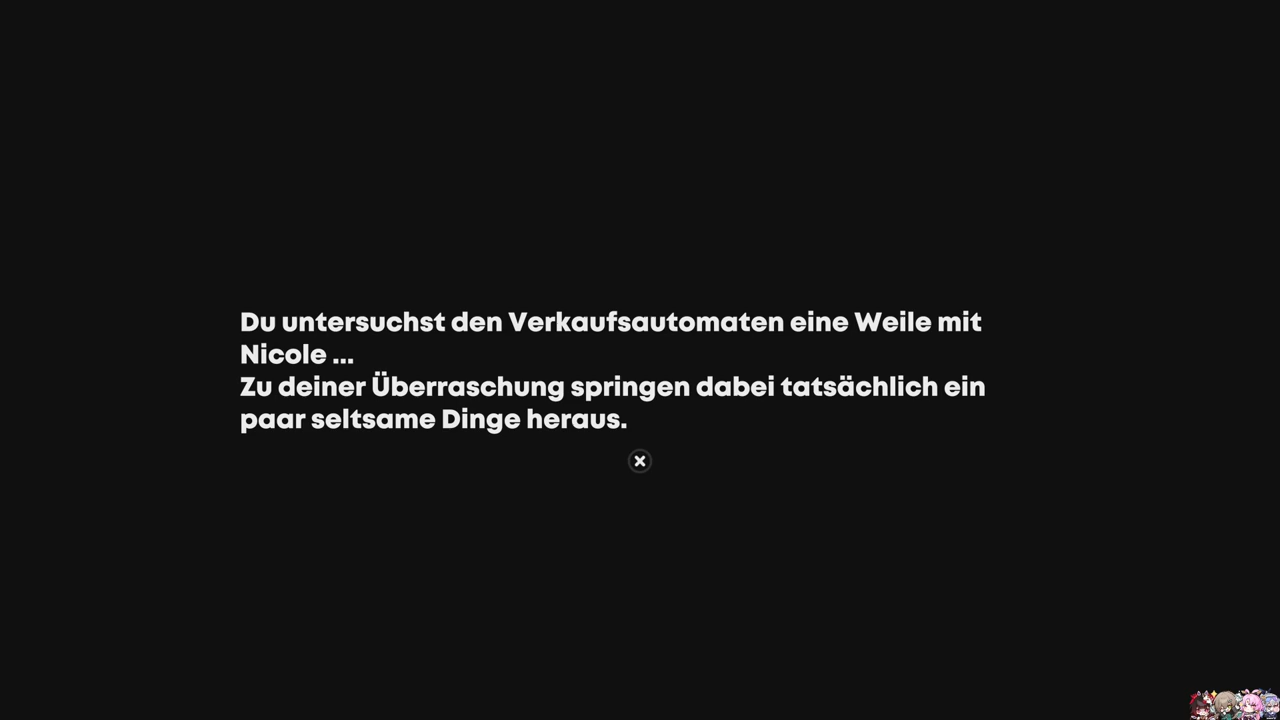 Du untersuchst den Verkaufsautomaten eine Weile mit
Nicole ...
Zu deiner Überraschung springen dabei tatsächlich ein
paar seltsame Dinge heraus.